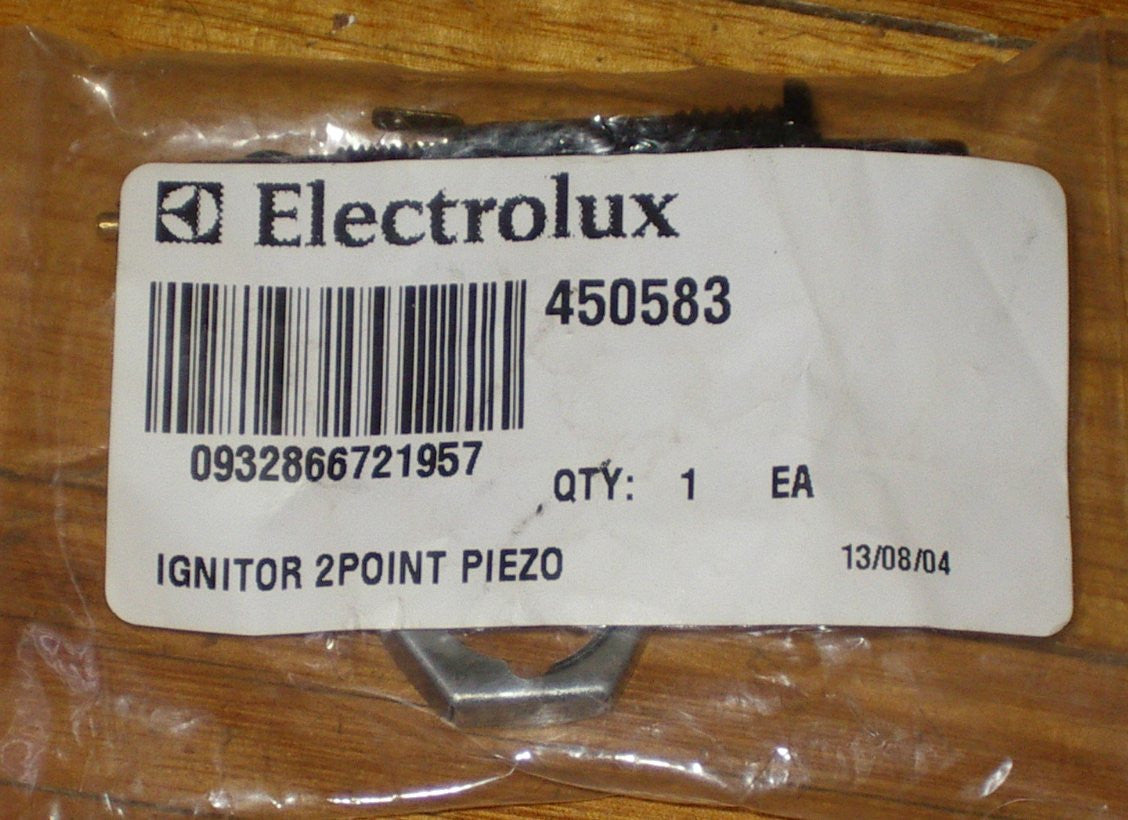 Electrolux
450583
0932866721957
QTY: 1 EA
IGNITOR 2POINT PIEZO
13/08/04